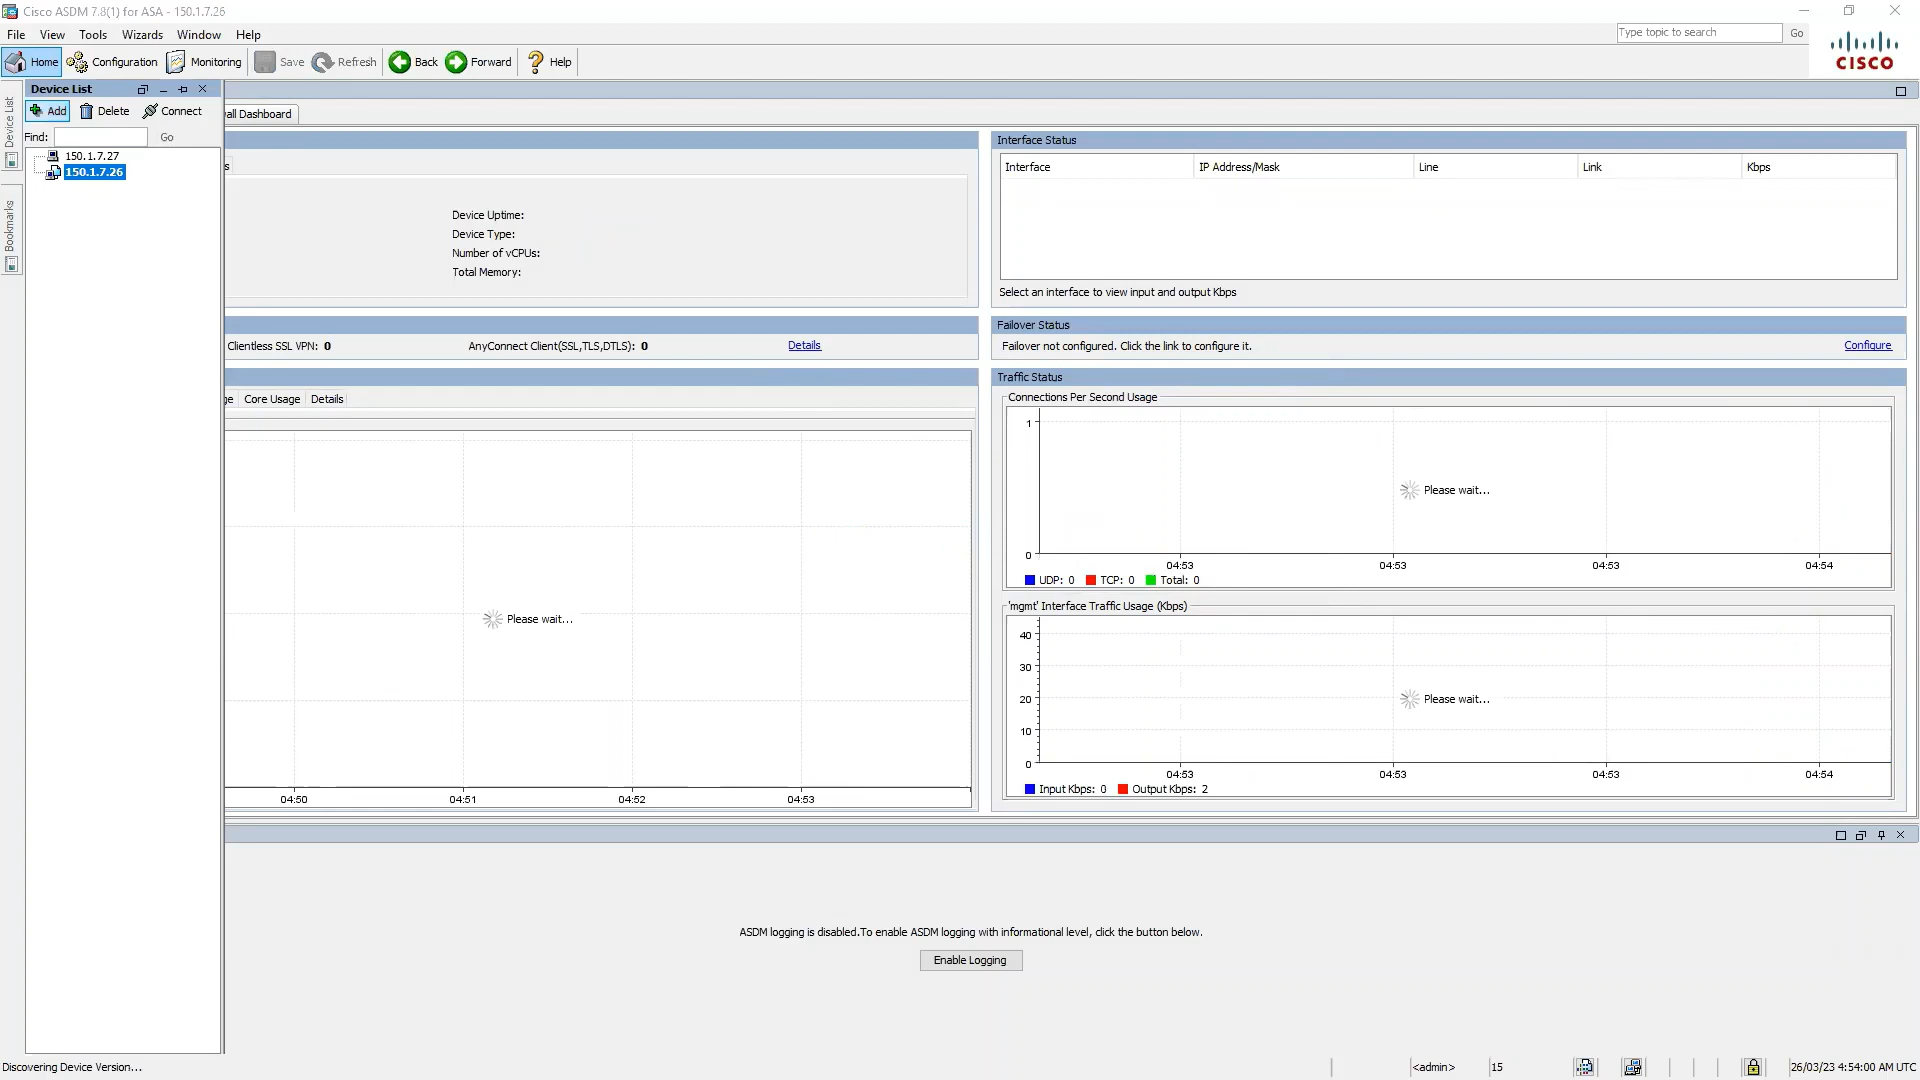 Cisco ASDM 7.8(1) for ASA - 150.1.7.26
File View Tools Wizards Window Help
Type topic to search Go
CISCO
Home Configuration Monitoring Save Refresh Back Forward Help
Device List
Add Delete Connect
Find: Go
150.1.7.27
150.1.7.26
Device List
Bookmarks
all Dashboard
s
Device Uptime:
Device Type:
Number of vCPUs:
Total Memory:
Interface Status
Interface IP Address/Mask Line Link Kbps
Select an interface to view input and output Kbps
Clientless SSL VPN: 0 AnyConnect Client(SSL,TLS,DTLS): 0 Details
Failover Status
Failover not configured. Click the link to configure it. Configure
ge Core Usage Details
Please wait...
04:50 04:51 04:52 04:53
Traffic Status
Connections Per Second Usage
1
Please wait...
0
04:53 04:53 04:53 04:54
UDP: 0 TCP: 0 Total: 0
'mgmt' Interface Traffic Usage (Kbps)
40
30
20
10
0
Please wait...
04:53 04:53 04:53 04:54
Input Kbps: 0 Output Kbps: 2
ASDM logging is disabled.To enable ASDM logging with informational level, click the button below.
Enable Logging
Discovering Device Version... <admin> 15 26/03/23 4:54:00 AM UTC